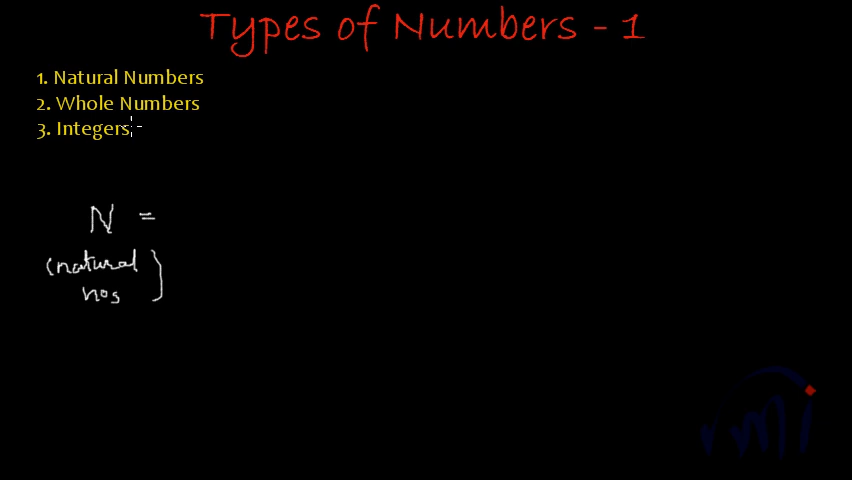 Types of Numbers - 1
1. Natural Numbers
2. Whole Numbers
3. Integers
N =
(natural
nos)